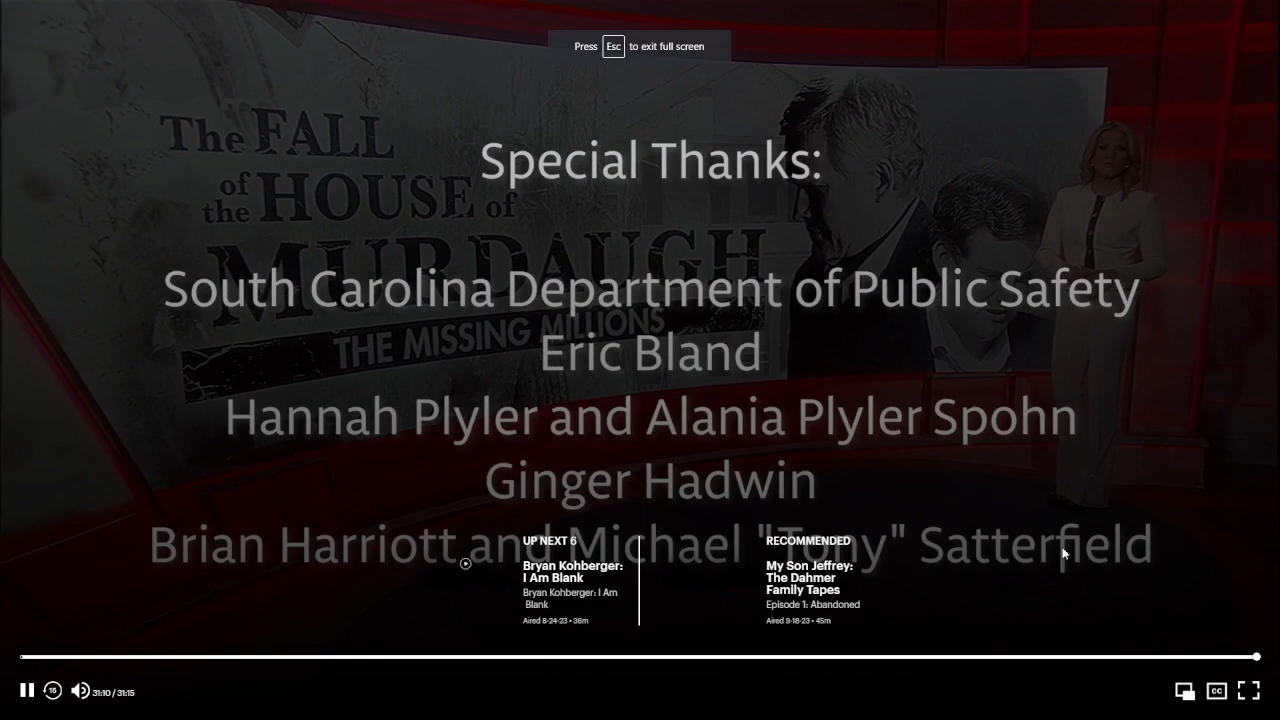 Press Esc to exit full screen
The FALL
of
the HOUSE of
MURDAUGH
THE MISSING MILLIONS
Special Thanks:
South Carolina Department of Public Safety
Eric Bland
Hannah Plyler and Alania Plyler Spohn
Ginger Hadwin
Brian Harriott and Michael "Tony" Satterfield
UP NEXT 6
Bryan Kohberger:
I Am Blank
Bryan Kohberger: I Am
Blank
Aired 8-24-23 • 36m
RECOMMENDED
My Son Jeffrey:
The Dahmer
Family Tapes
Episode 1: Abandoned
Aired 9-18-23 • 45m
15
31:10 / 31:15
CC